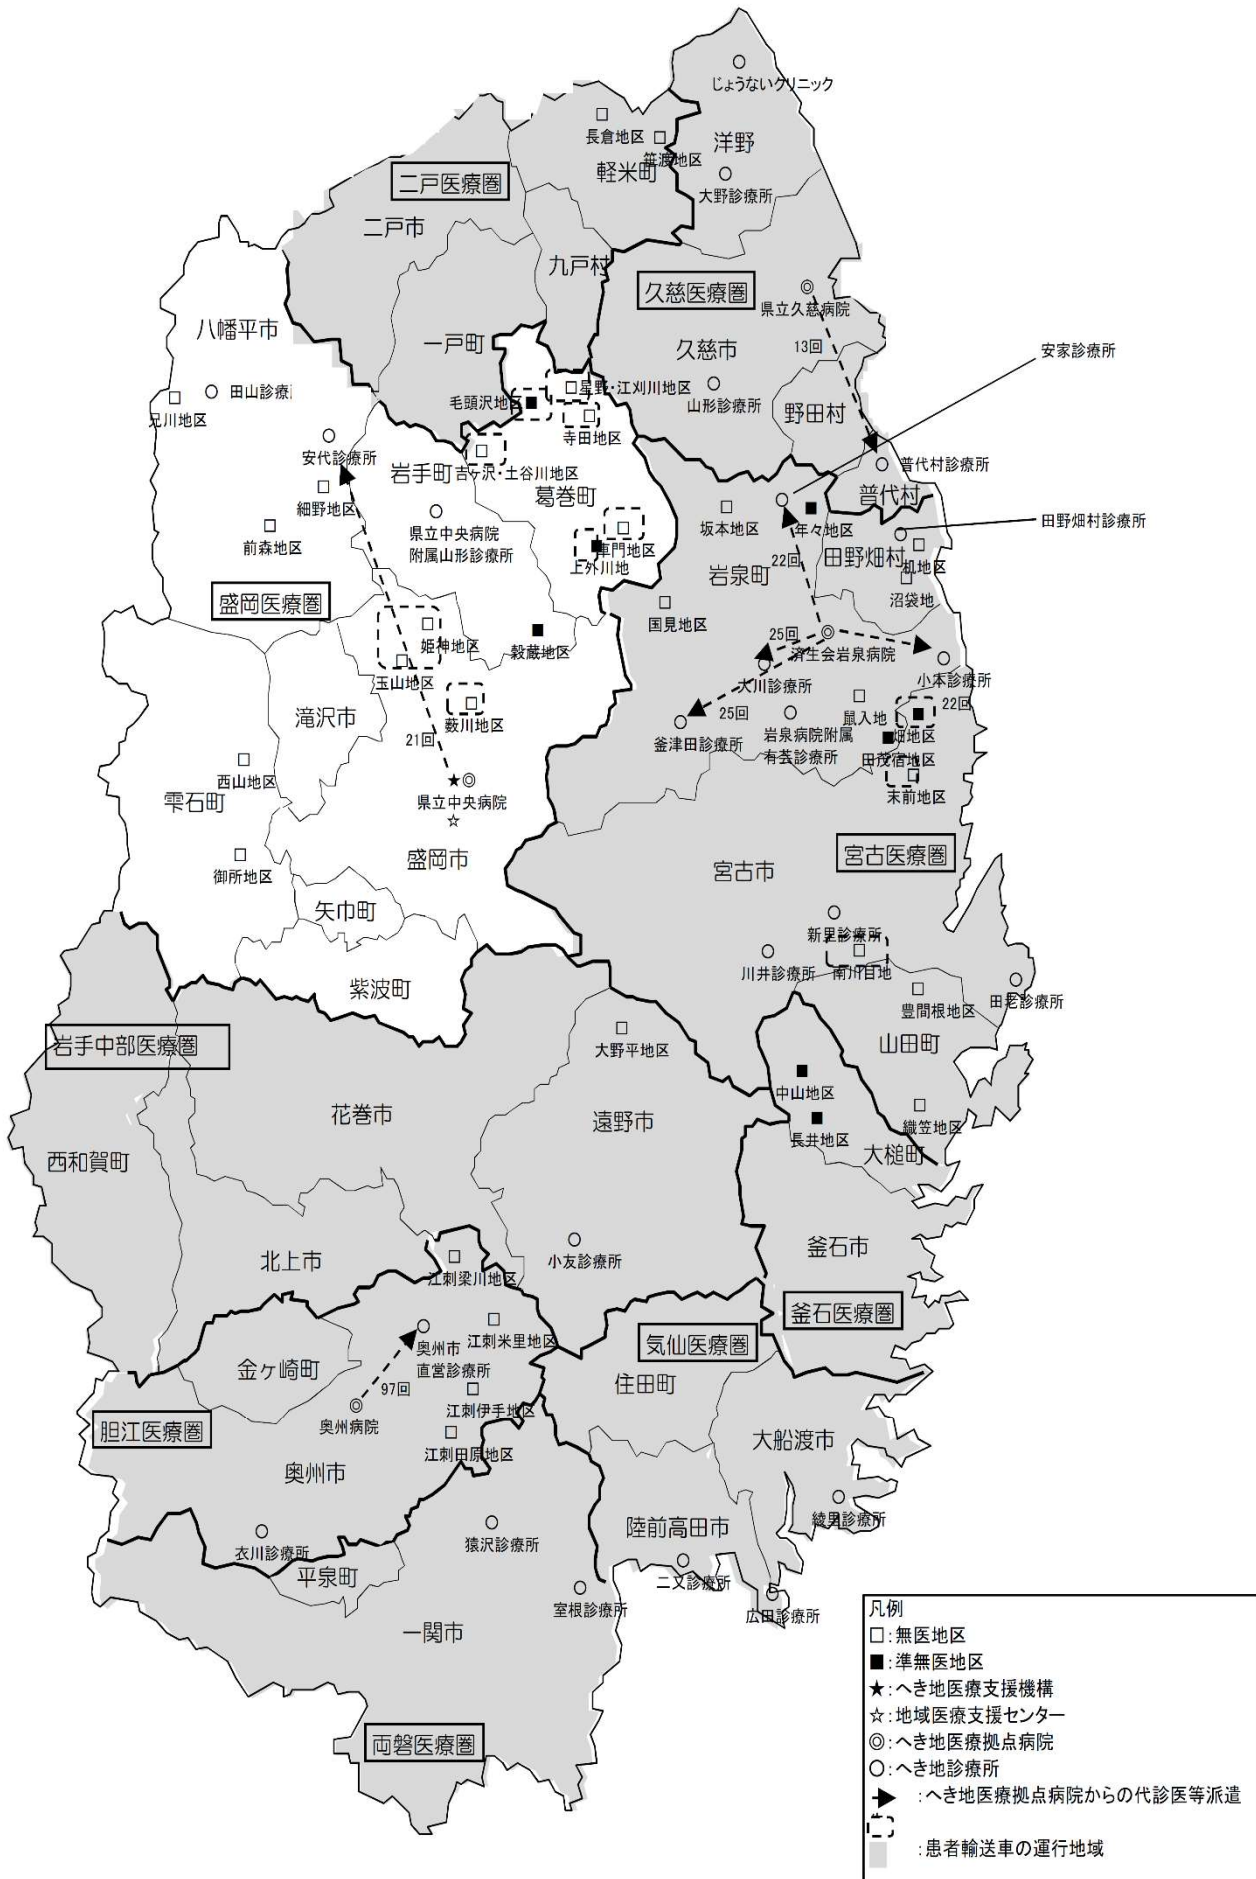 じょうないクリニック
長倉地区
笹渡地区
洋野
軽米町
大野診療所
二戸医療圏
二戸市
九戸村
久慈医療圏
県立久慈病院
八幡平市
一戸町
13回
久慈市
安家診療所
田山診療
兄川地区
星野・江刈川地区
毛頭沢地区
山形診療所
野田村
寺田地区
安代診療所
岩手町
吉ヶ沢・土谷川地区
普代村診療所
細野地区
葛巻町
普代村
前森地区
県立中央病院
附属山形診療所
坂本地区
年々地区
田野畑村診療所
車門地区
上外川地
22回
田野畑村
机地区
岩泉町
沼袋地
盛岡医療圏
国見地区
姫神地区
穀蔵地区
25回
済生会岩泉病院
玉山地区
大川診療所
小本診療所
滝沢市
薮川地区
鼠入地
22回
21回
25回
釜津田診療所
岩泉病院附属
有芸診療所
畑地区
田茂宿地区
西山地区
末前地区
雫石町
県立中央病院
盛岡市
宮古医療圏
御所地区
宮古市
矢巾町
新里診療所
川井診療所
南川目地
紫波町
豊間根地区
田老診療所
岩手中部医療圏
大野平地区
山田町
中山地区
花巻市
遠野市
長井地区
織笠地区
西和賀町
大槌町
北上市
小友診療所
釜石市
江刺梁川地区
釜石医療圏
江刺米里地区
奥州市
直営診療所
気仙医療圏
金ヶ崎町
97回
住田町
江刺伊手地区
奥州病院
胆江医療圏
江刺田原地区
大船渡市
奥州市
綾里診療所
猿沢診療所
陸前高田市
衣川診療所
平泉町
二又診療所
室根診療所
広田診療所
一関市
両磐医療圏
凡例
□：無医地区
■：準無医地区
★：へき地医療支援機構
☆：地域医療支援センター
◎：へき地医療拠点病院
○：へき地診療所
：へき地医療拠点病院からの代診医等派遣
：患者輸送車の運行地域